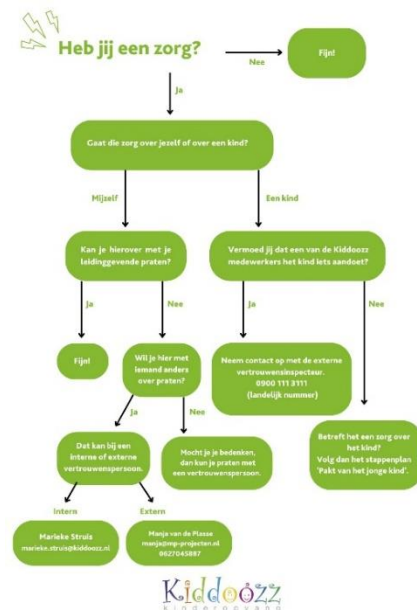 Heb jij een zorg?
Nee
Fijn!
Ja
Gaat die zorg over jezelf of over een kind?
Mijzelf
Een kind
Kan je hierover met je
leidinggevende praten?
Vermoed jij dat een van de Kiddoozz
medewerkers het kind iets aandoet?
Ja
Nee
Ja
Nee
Fijn!
Wil je hier met
iemand anders
over praten?
Neem contact op met de externe
vertrouwensinspecteur.
0900 111 3111
(landelijk nummer)
Ja
Nee
Dat kan bij een
interne of externe
vertrouwenspersoon.
Mocht je je bedenken,
dan kun je praten met
een vertrouwenspersoon.
Betreft het een zorg over
het kind?
Volg dan het stappenplan
'Pakt van het jonge kind'.
Intern
Extern
Marieke Struis
marieke.struis@kiddoozz.nl
Manja van de Plasse
manja@mp-projecten.nl
0627045897
Kiddoozz
kinderopvang